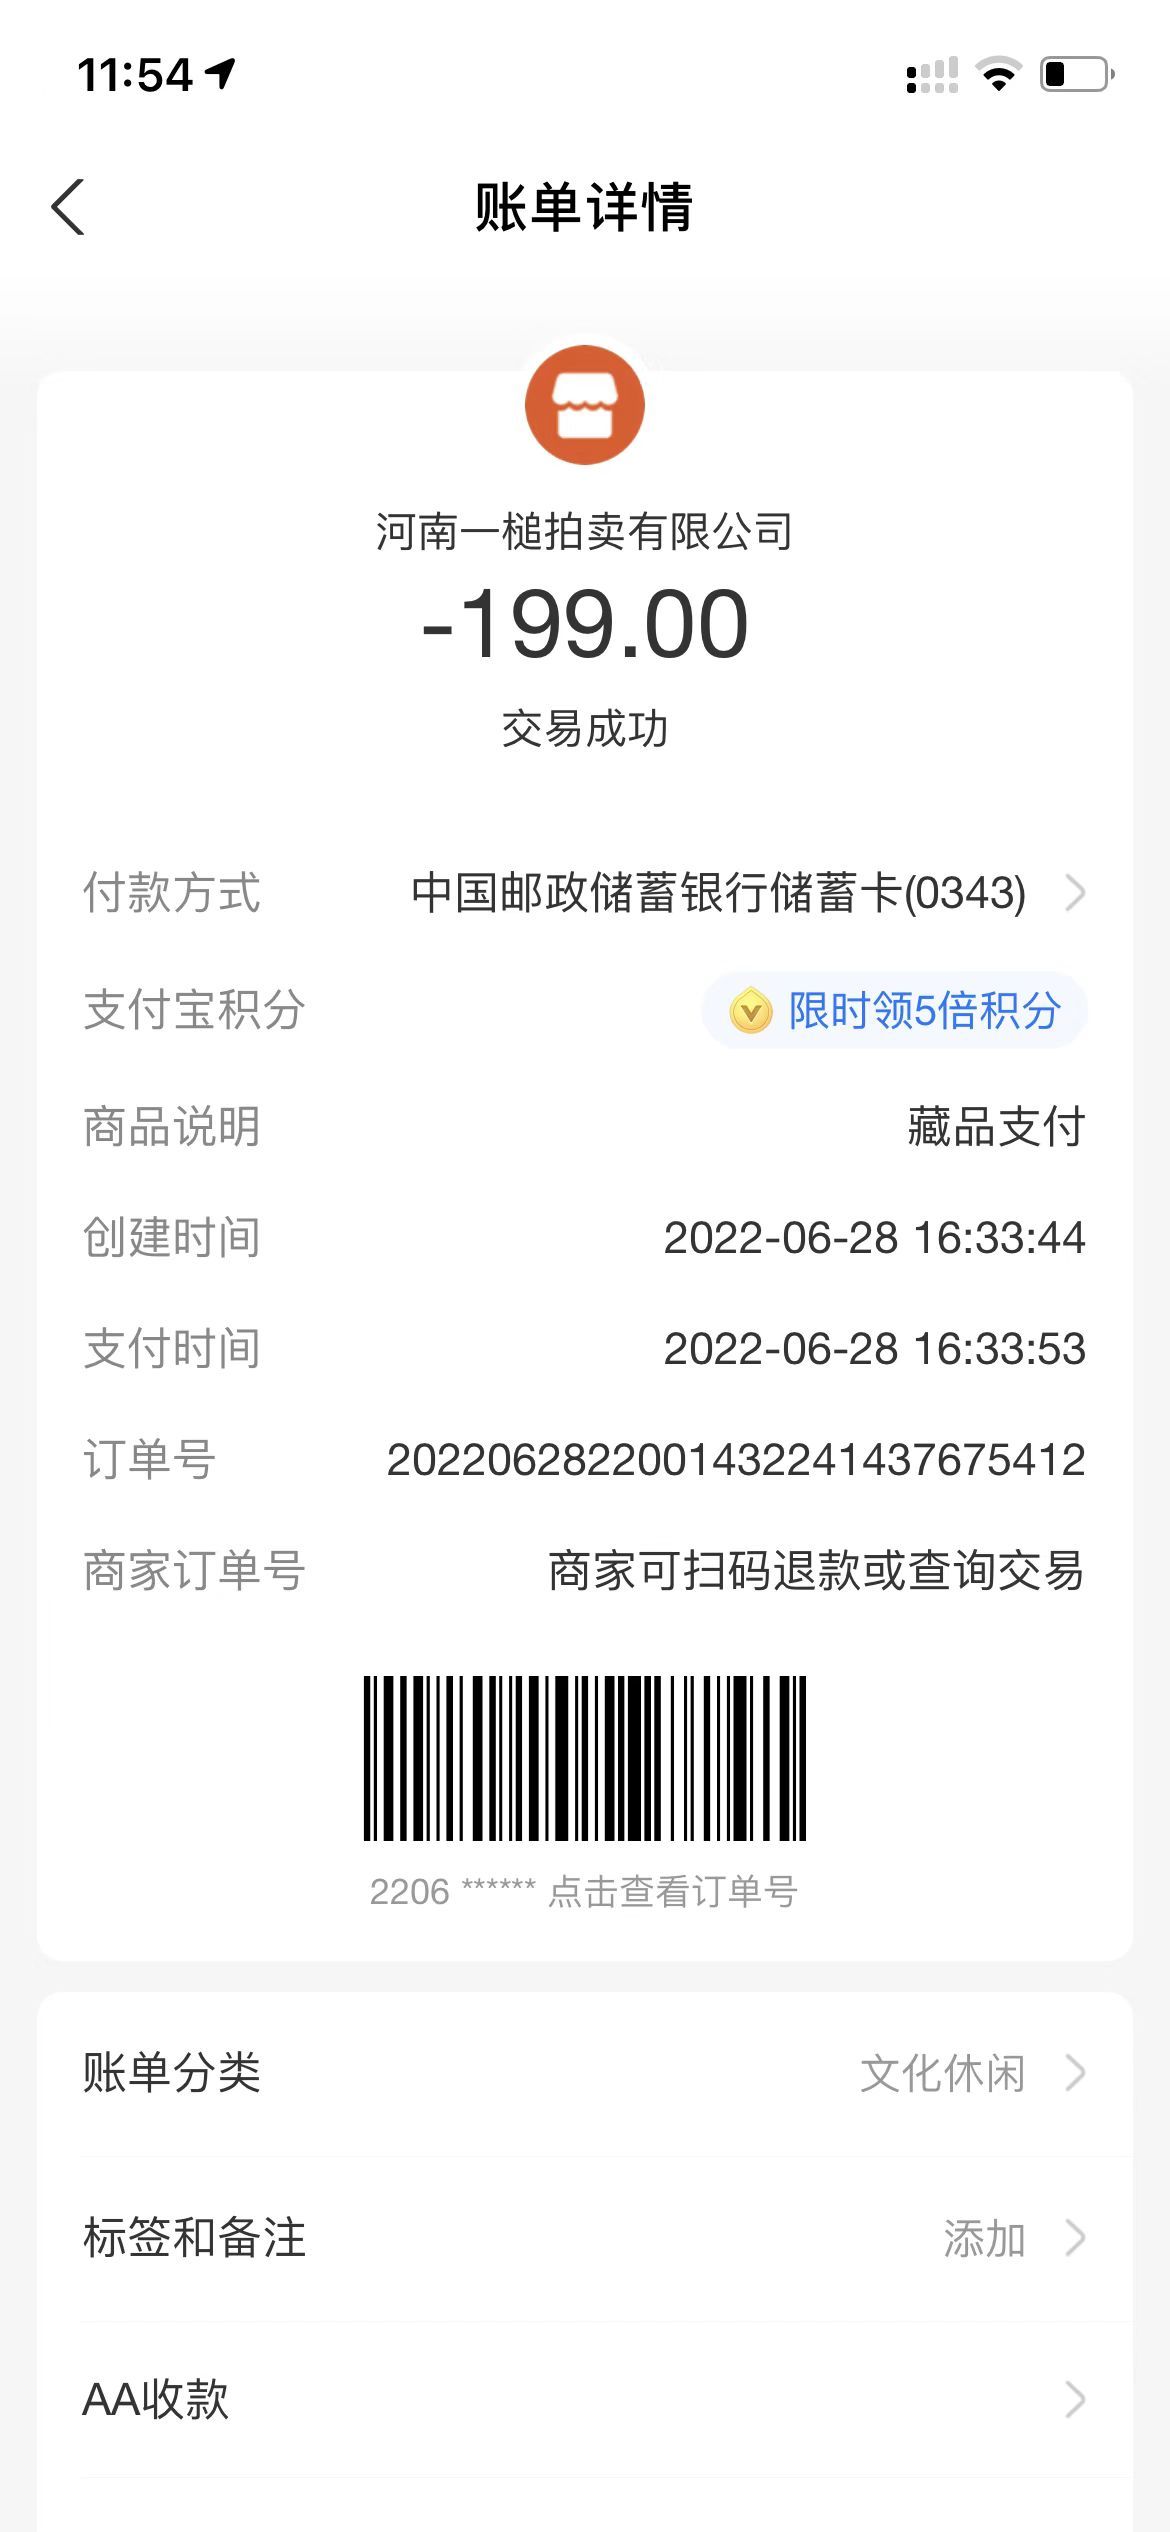 11:54
账单详情
河南一槌拍卖有限公司
-199.00
交易成功
付款方式 中国邮政储蓄银行储蓄卡(0343)
支付宝积分 限时领5倍积分
商品说明 藏品支付
创建时间 2022-06-28 16:33:44
支付时间 2022-06-28 16:33:53
订单号 2022062822001432241437675412
商家订单号 商家可扫码退款或查询交易
2206 ****** 点击查看订单号
账单分类 文化休闲
标签和备注 添加
AA收款